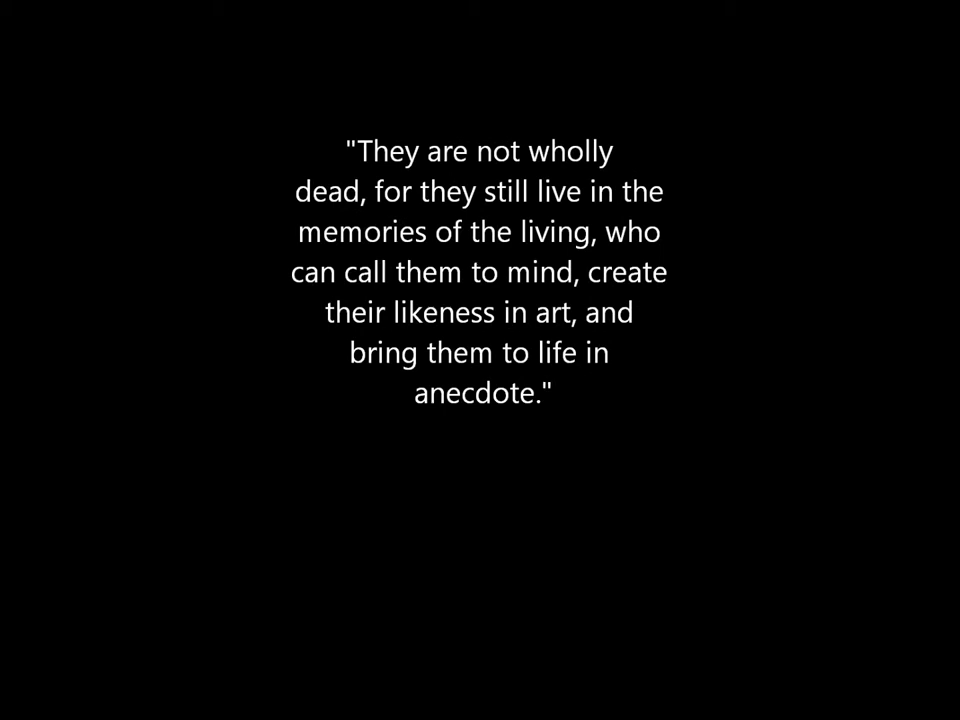 "They are not wholly
dead, for they still live in the
memories of the living, who
can call them to mind, create
their likeness in art, and
bring them to life in
anecdote."